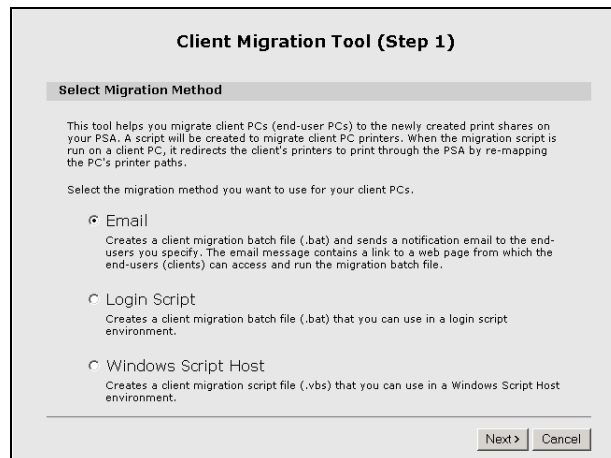 Client Migration Tool (Step 1)
Select Migration Method
This tool helps you migrate client PCs (end-user PCs) to the newly created print shares on
your PSA. A script will be created to migrate client PC printers. When the migration script is
run on a client PC, it redirects the client's printers to print through the PSA by re-mapping
the PC's printer paths.
Select the migration method you want to use for your client PCs.
Email
Creates a client migration batch file (.bat) and sends a notification email to the end-
users you specify. The email message contains a link to a web page from which the
end-users (clients) can access and run the migration batch file.
Login Script
Creates a client migration batch file (.bat) that you can use in a login script
environment.
Windows Script Host
Creates a client migration script file (.vbs) that you can use in a Windows Script Host
environment.
Next> Cancel